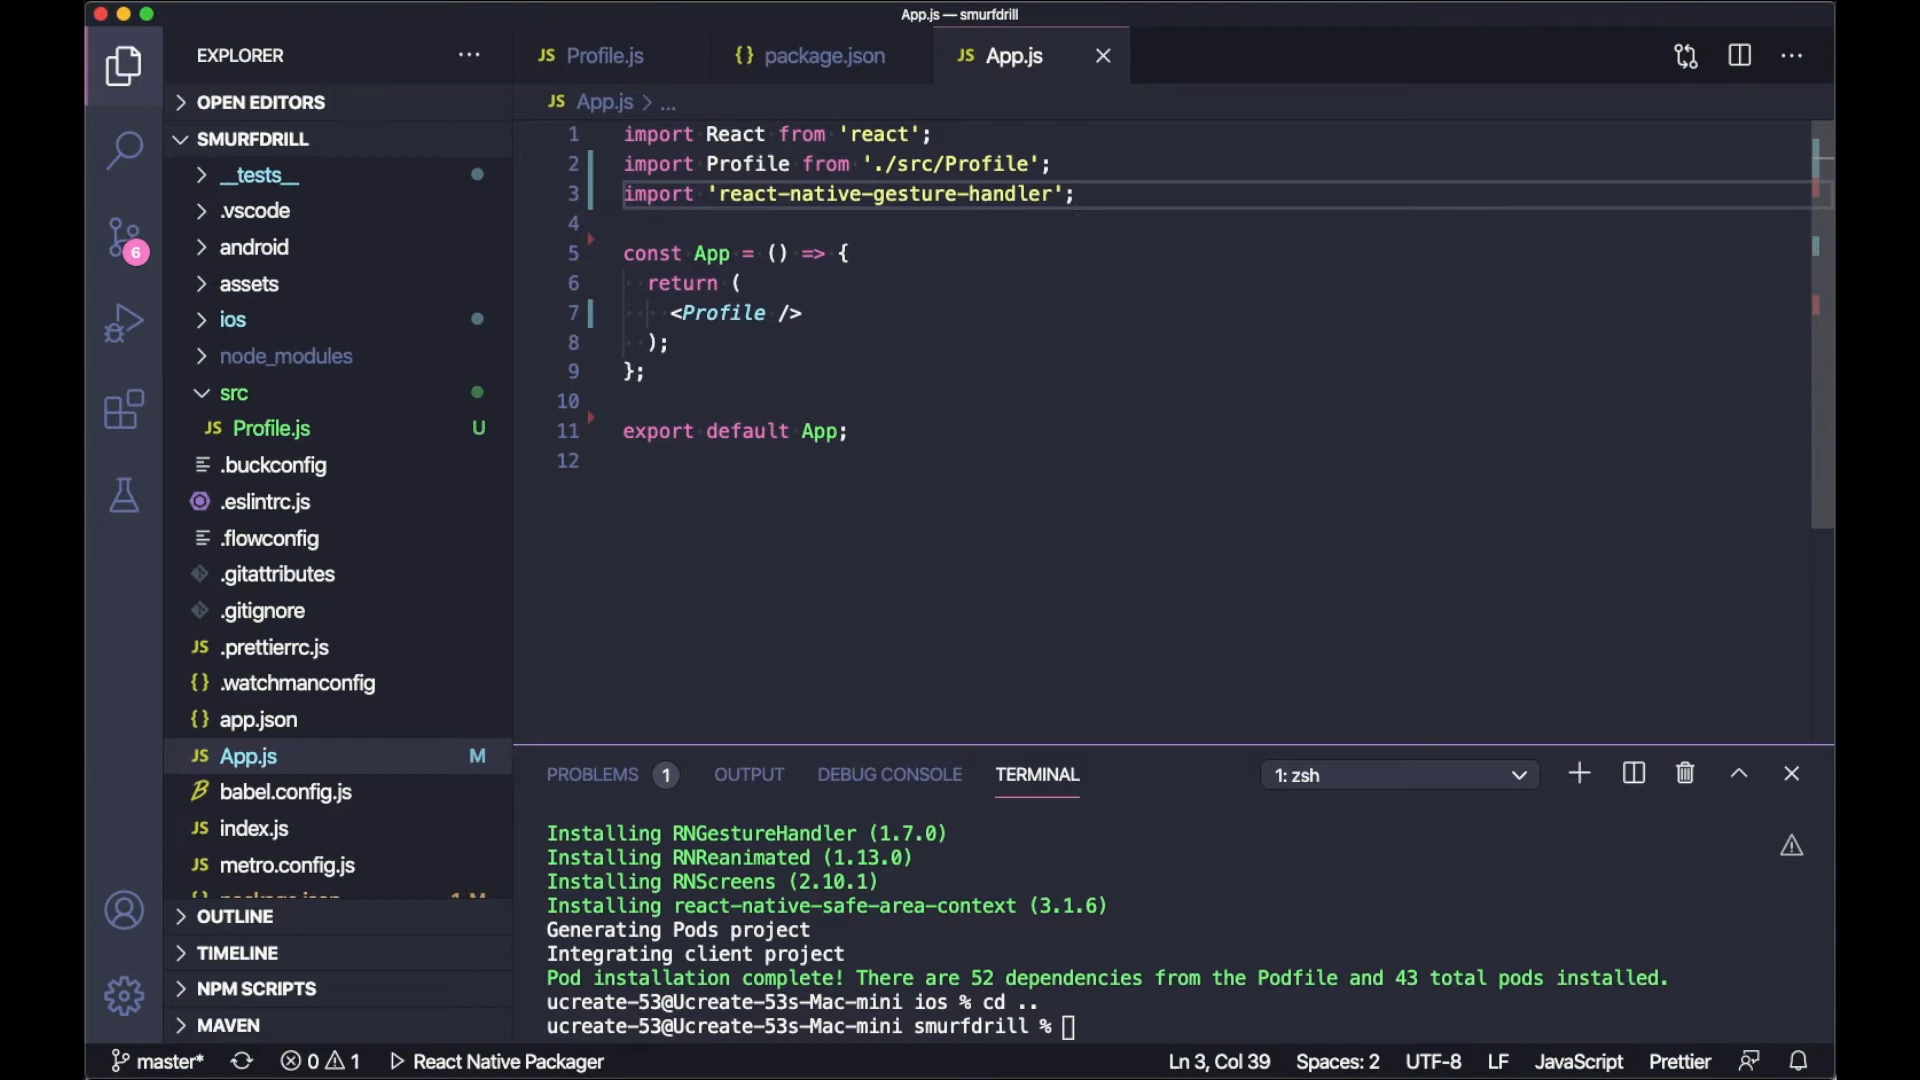 App.js — smurfdrill
EXPLORER
JS Profile.js
{} package.json
JS App.js
OPEN EDITORS
JS App.js > ...
SMURFDRILL
__tests__
.vscode
android
assets
ios
node_modules
src
JS Profile.js U
.buckconfig
.eslintrc.js
.flowconfig
.gitattributes
.gitignore
JS .prettierrc.js
{} .watchmanconfig
{} app.json
JS App.js M
babel.config.js
JS index.js
JS metro.config.js
OUTLINE
TIMELINE
NPM SCRIPTS
MAVEN
6
1 import React from 'react';
2 import Profile from './src/Profile';
3 import 'react-native-gesture-handler';
4
5 const App = () => {
6 return (
7 <Profile />
8 );
9 };
10
11 export default App;
12
PROBLEMS 1 OUTPUT DEBUG CONSOLE TERMINAL 1: zsh
Installing RNGestureHandler (1.7.0)
Installing RNReanimated (1.13.0)
Installing RNScreens (2.10.1)
Installing react-native-safe-area-context (3.1.6)
Generating Pods project
Integrating client project
Pod installation complete! There are 52 dependencies from the Podfile and 43 total pods installed.
ucreate-53@Ucreate-53s-Mac-mini ios % cd ..
ucreate-53@Ucreate-53s-Mac-mini smurfdrill %
master* 0 1 React Native Packager Ln 3, Col 39 Spaces: 2 UTF-8 LF JavaScript Prettier